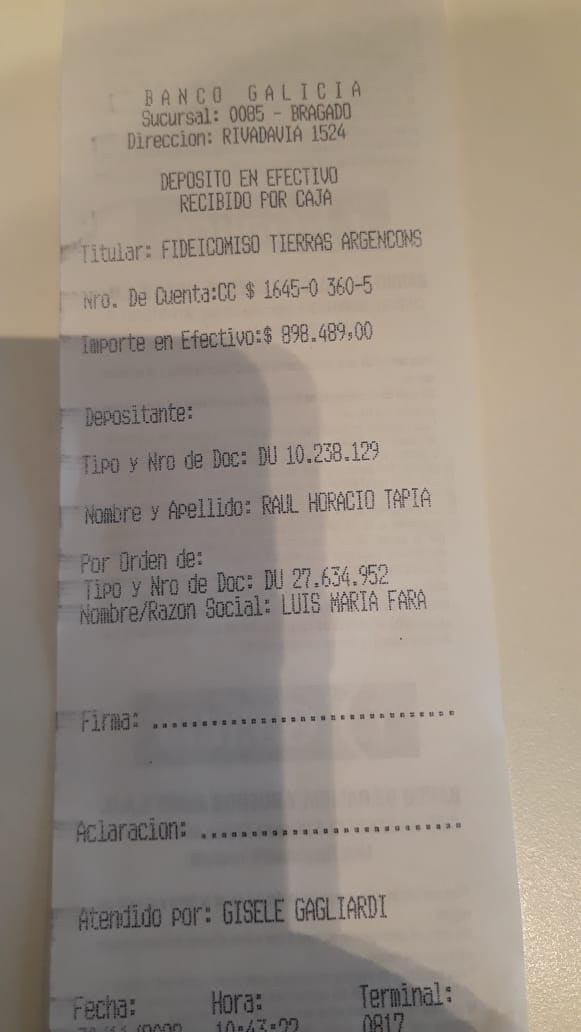 BANCO GALICIA
Sucursal: 0085 - BRAGADO
Direccion: RIVADAVIA 1524
DEPOSITO EN EFECTIVO
RECIBIDO POR CAJA
Titular: FIDEICOMISO TIERRAS ARGENCONS
Nro. De Cuenta:CC $ 1645-0 360-5
Importe en Efectivo:$ 898.489,00
Depositante:
Tipo y Nro de Doc: DU 10.238.129
Nombre y Apellido: RAUL HORACIO TAPIA
Por Orden de:
Tipo y Nro de Doc: DU 27.634.952
Nombre/Razon Social: LUIS MARIA FARA
Firma: ................................
Aclaracion: ...........................
Atendido por: GISELE GAGLIARDI
Fecha: Hora: Terminal:
10:43:22 0817